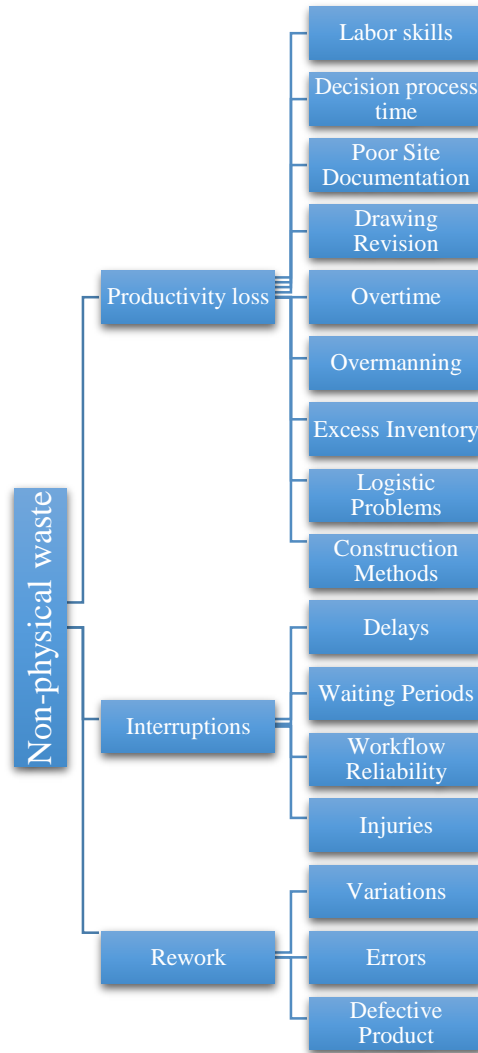 Non-physical waste
Productivity loss
Labor skills
Decision process
time
Poor Site
Documentation
Drawing
Revision
Overtime
Overmanning
Excess Inventory
Logistic
Problems
Construction
Methods
Interruptions
Delays
Waiting Periods
Workflow
Reliability
Injuries
Rework
Variations
Errors
Defective
Product